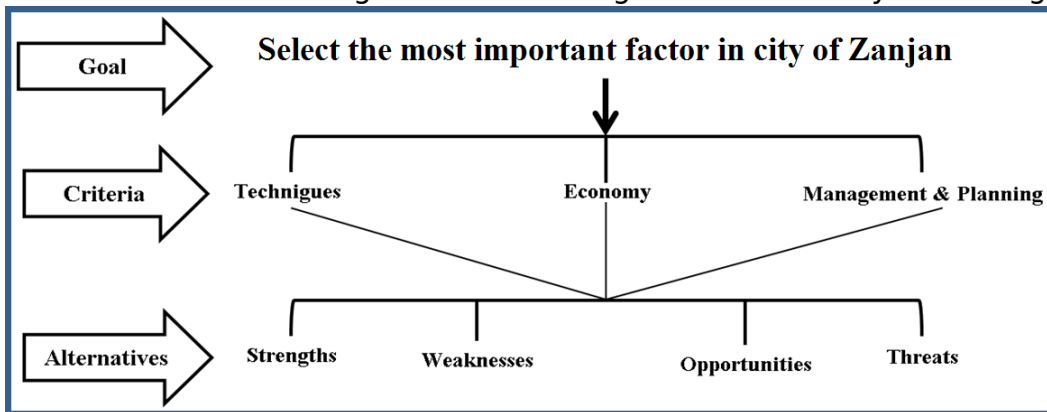 Goal
Select the most important factor in city of Zanjan
Criteria
Technigues
Economy
Management & Planning
Alternatives
Strengths
Weaknesses
Opportunities
Threats